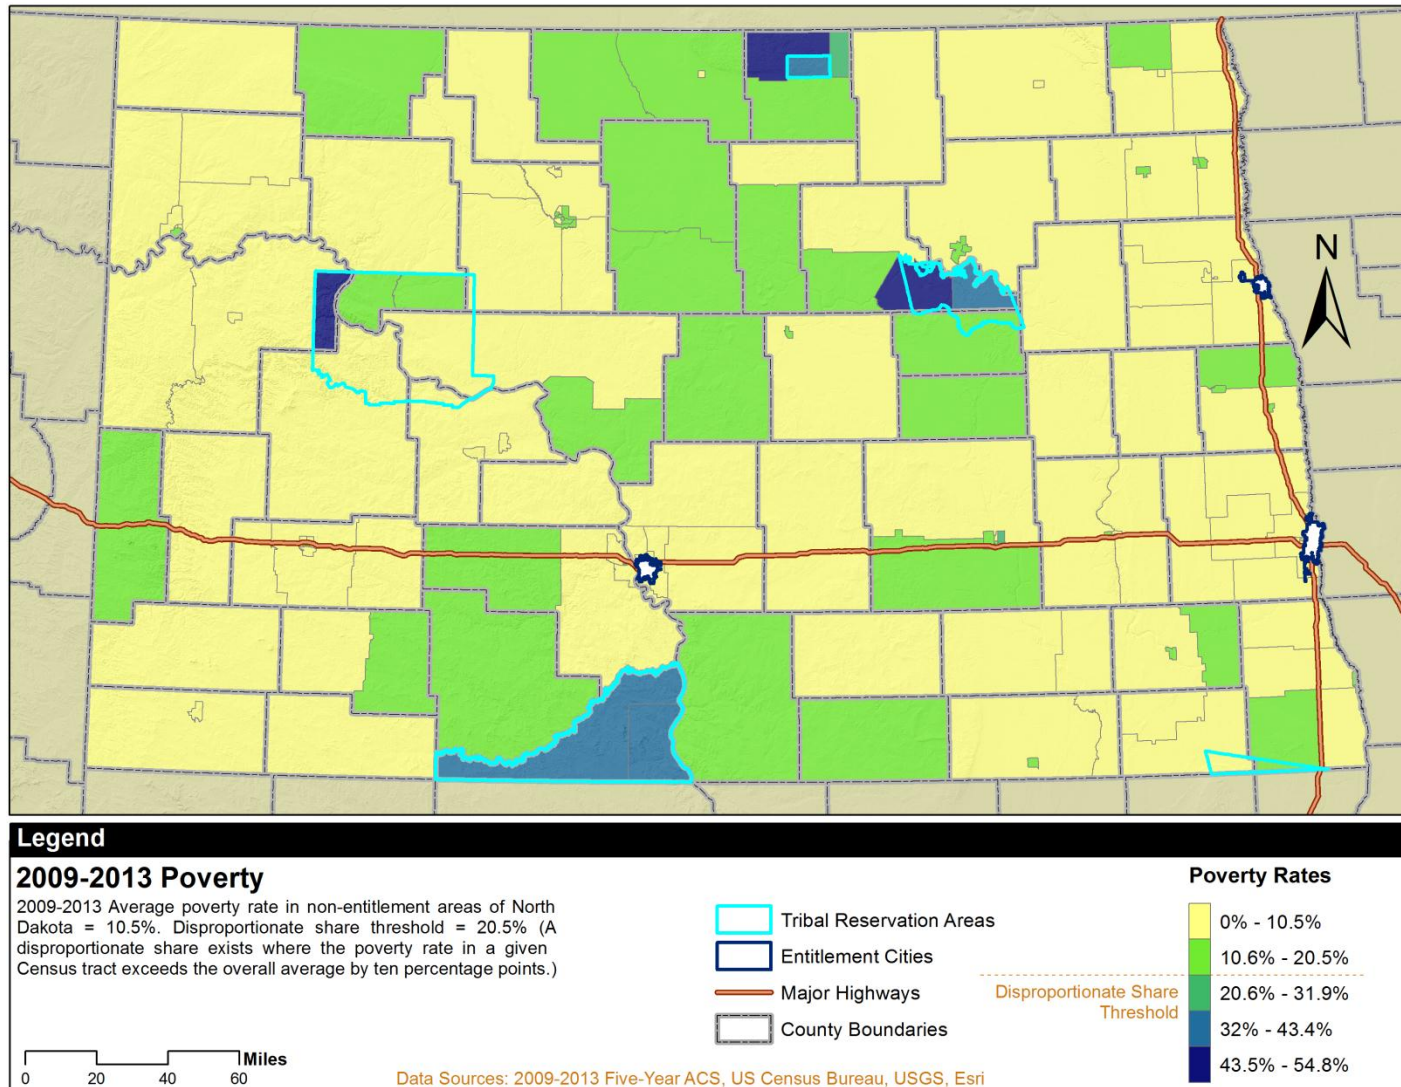 N
Legend
2009-2013 Poverty
2009-2013 Average poverty rate in non-entitlement areas of North
Dakota = 10.5%. Disproportionate share threshold = 20.5% (A
disproportionate share exists where the poverty rate in a given
Census tract exceeds the overall average by ten percentage points.)
Miles
0 20 40 60
Tribal Reservation Areas
Entitlement Cities
Major Highways
County Boundaries
Data Sources: 2009-2013 Five-Year ACS, US Census Bureau, USGS, Esri
Poverty Rates
0% - 10.5%
10.6% - 20.5%
Disproportionate Share
Threshold
20.6% - 31.9%
32% - 43.4%
43.5% - 54.8%